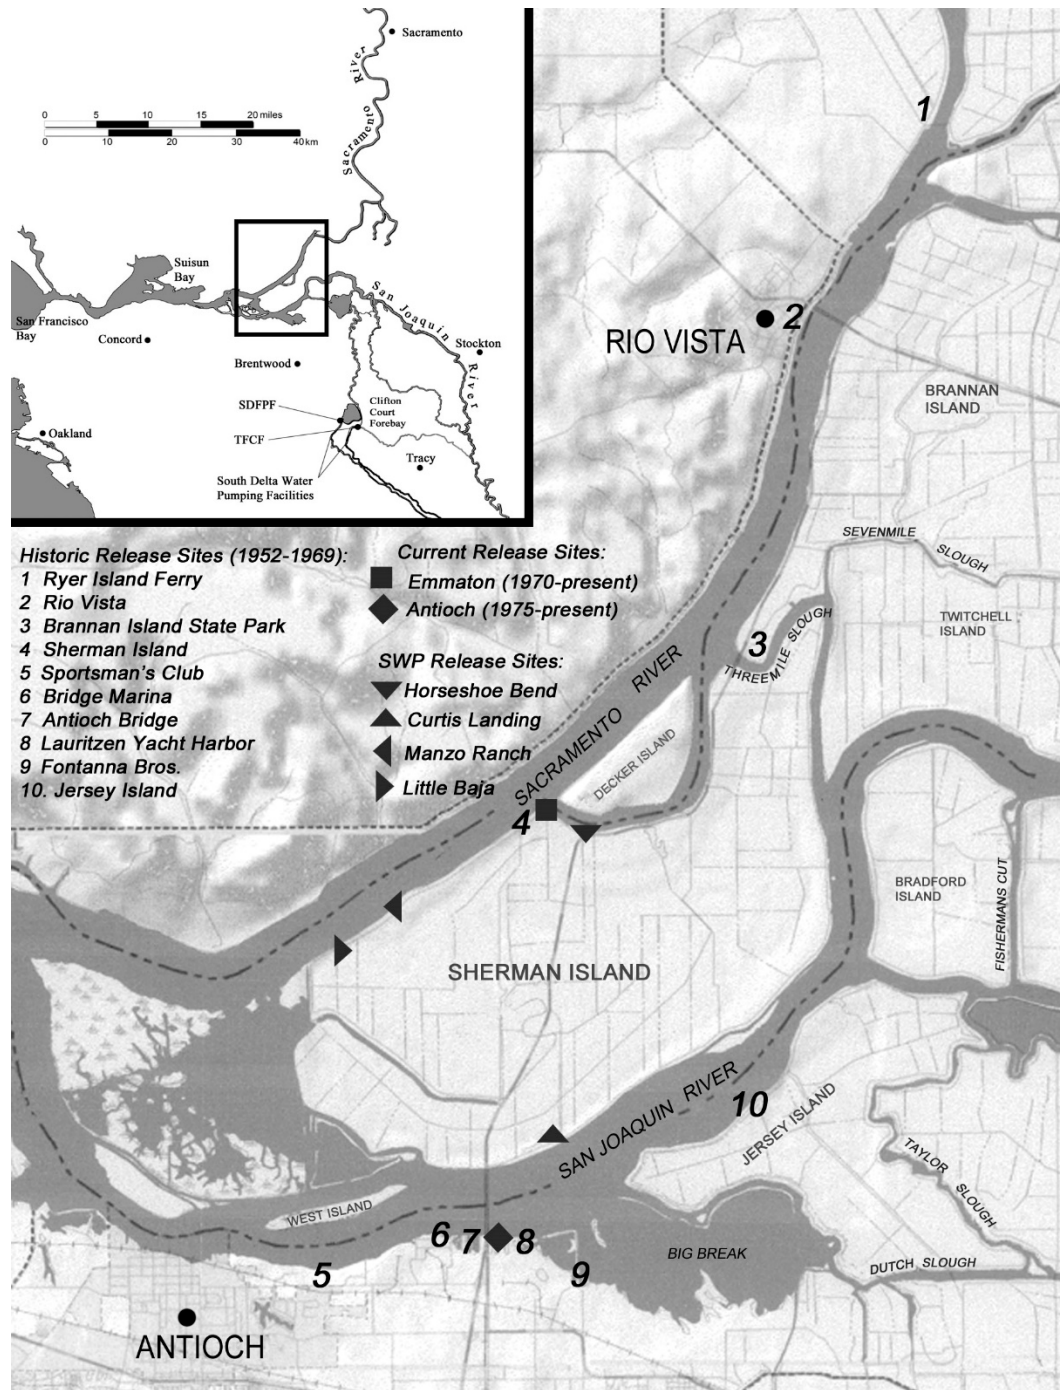 Sacramento
Sacramento River
0 5 10 15 20 miles
0 10 20 30 40 km
Suisun
Bay
San Francisco
Bay
Concord
San Joaquin River
Stockton
Brentwood
SDFPF
Clifton
Court
Forebay
TFCF
Oakland
Tracy
South Delta Water
Pumping Facilities
1
2
RIO VISTA
BRANNAN
ISLAND
SEVENMILE SLOUGH
Historic Release Sites (1952-1969):
1 Ryer Island Ferry
2 Rio Vista
3 Brannan Island State Park
4 Sherman Island
5 Sportsman's Club
6 Bridge Marina
7 Antioch Bridge
8 Lauritzen Yacht Harbor
9 Fontanna Bros.
10. Jersey Island
Current Release Sites:
Emmaton (1970-present)
Antioch (1975-present)
SWP Release Sites:
Horseshoe Bend
Curtis Landing
Manzo Ranch
Little Baja
TWITCHELL
ISLAND
3
THREEMILE SLOUGH
SACRAMENTO RIVER
DECKER ISLAND
4
BRADFORD
ISLAND
FISHERMANS CUT
SHERMAN ISLAND
SAN JOAQUIN RIVER
10
JERSEY ISLAND
TAYLOR SLOUGH
WEST ISLAND
6
7
8
9
BIG BREAK
DUTCH SLOUGH
5
ANTIOCH